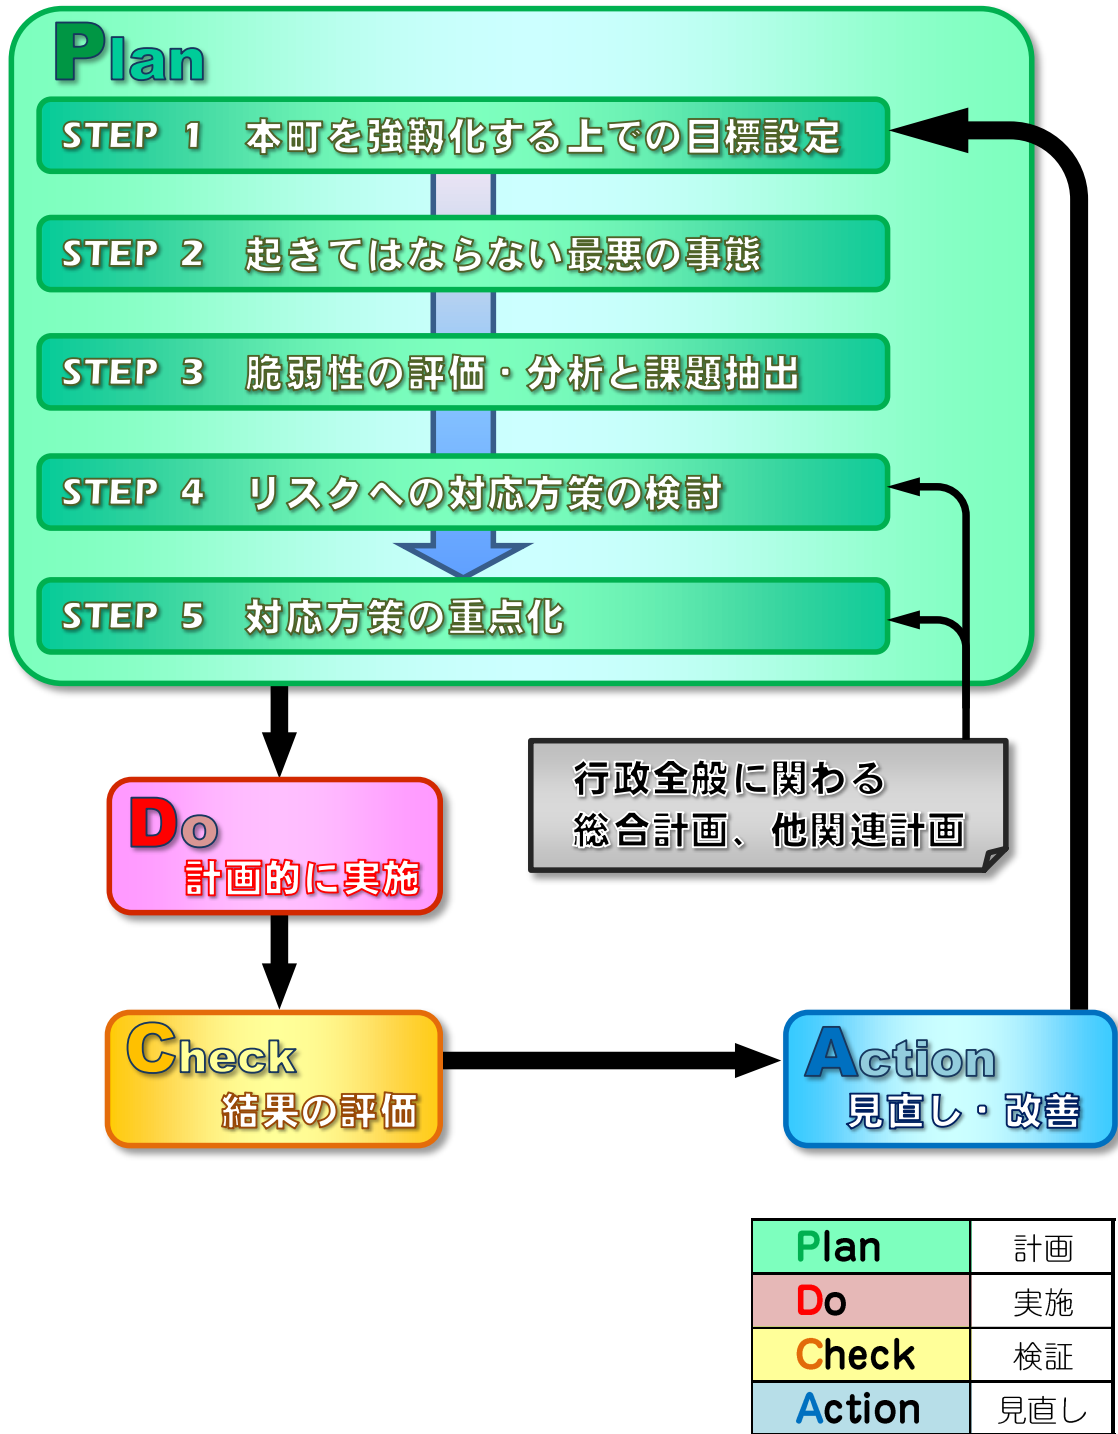 Plan
STEP 1 本町を強靱化する上での目標設定
STEP 2 起きてはならない最悪の事態
STEP 3 脆弱性の評価・分析と課題抽出
STEP 4 リスクへの対応方策の検討
STEP 5 対応方策の重点化
行政全般に関わる
総合計画、他関連計画
Do
計画的に実施
Check
結果の評価
Action
見直し・改善
Plan 計画
Do 実施
Check 検証
Action 見直し